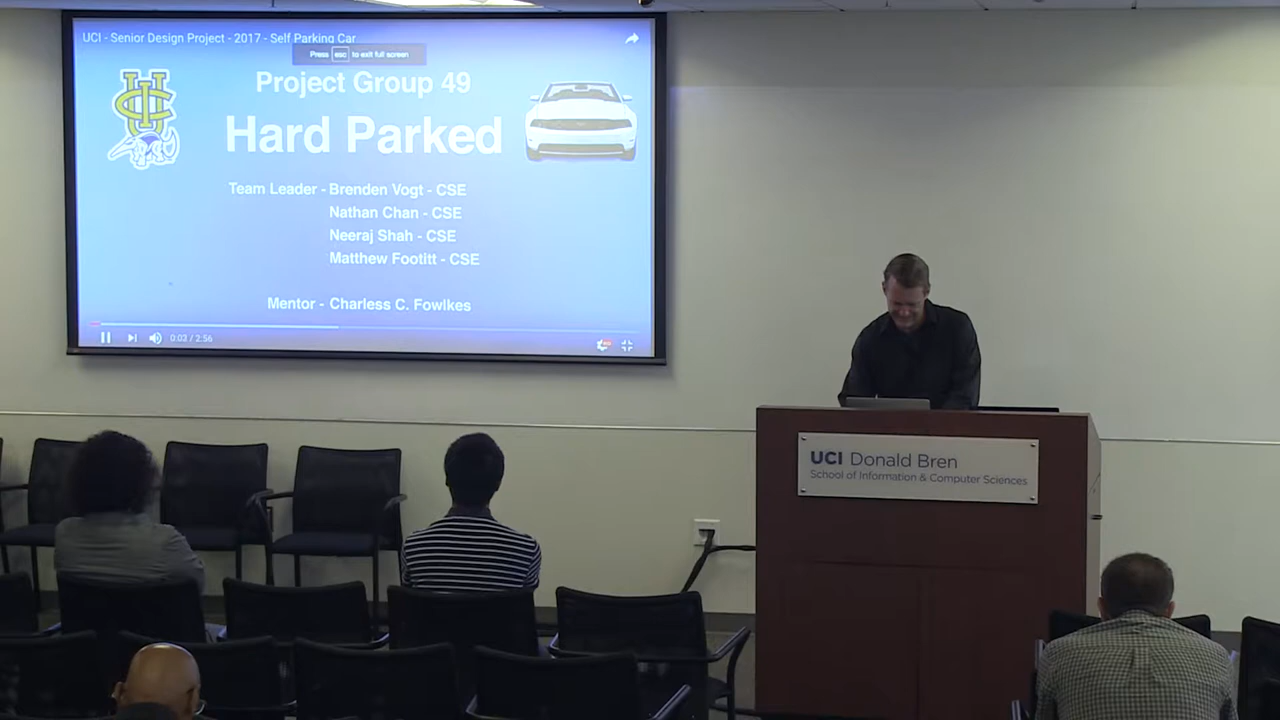 UCI - Senior Design Project - 2017 - Self Parking Car
Press esc to exit full screen
Project Group 49
Hard Parked
Team Leader - Brenden Vogt - CSE
Nathan Chan - CSE
Neeraj Shah - CSE
Matthew Footitt - CSE
Mentor - Charless C. Fowlkes
0:03 / 2:56
UCI Donald Bren
School of Information & Computer Sciences